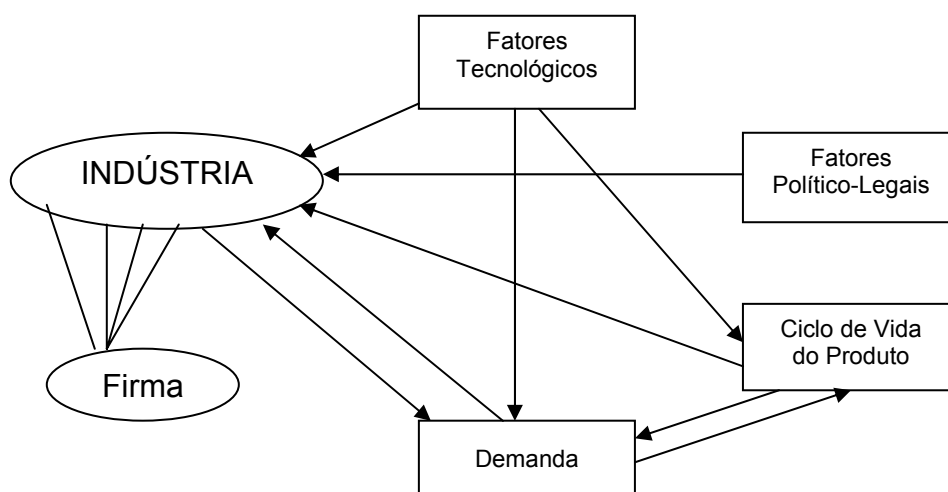 Fatores
Tecnológicos
INDÚSTRIA
Fatores
Político-Legais
Ciclo de Vida
do Produto
Firma
Demanda